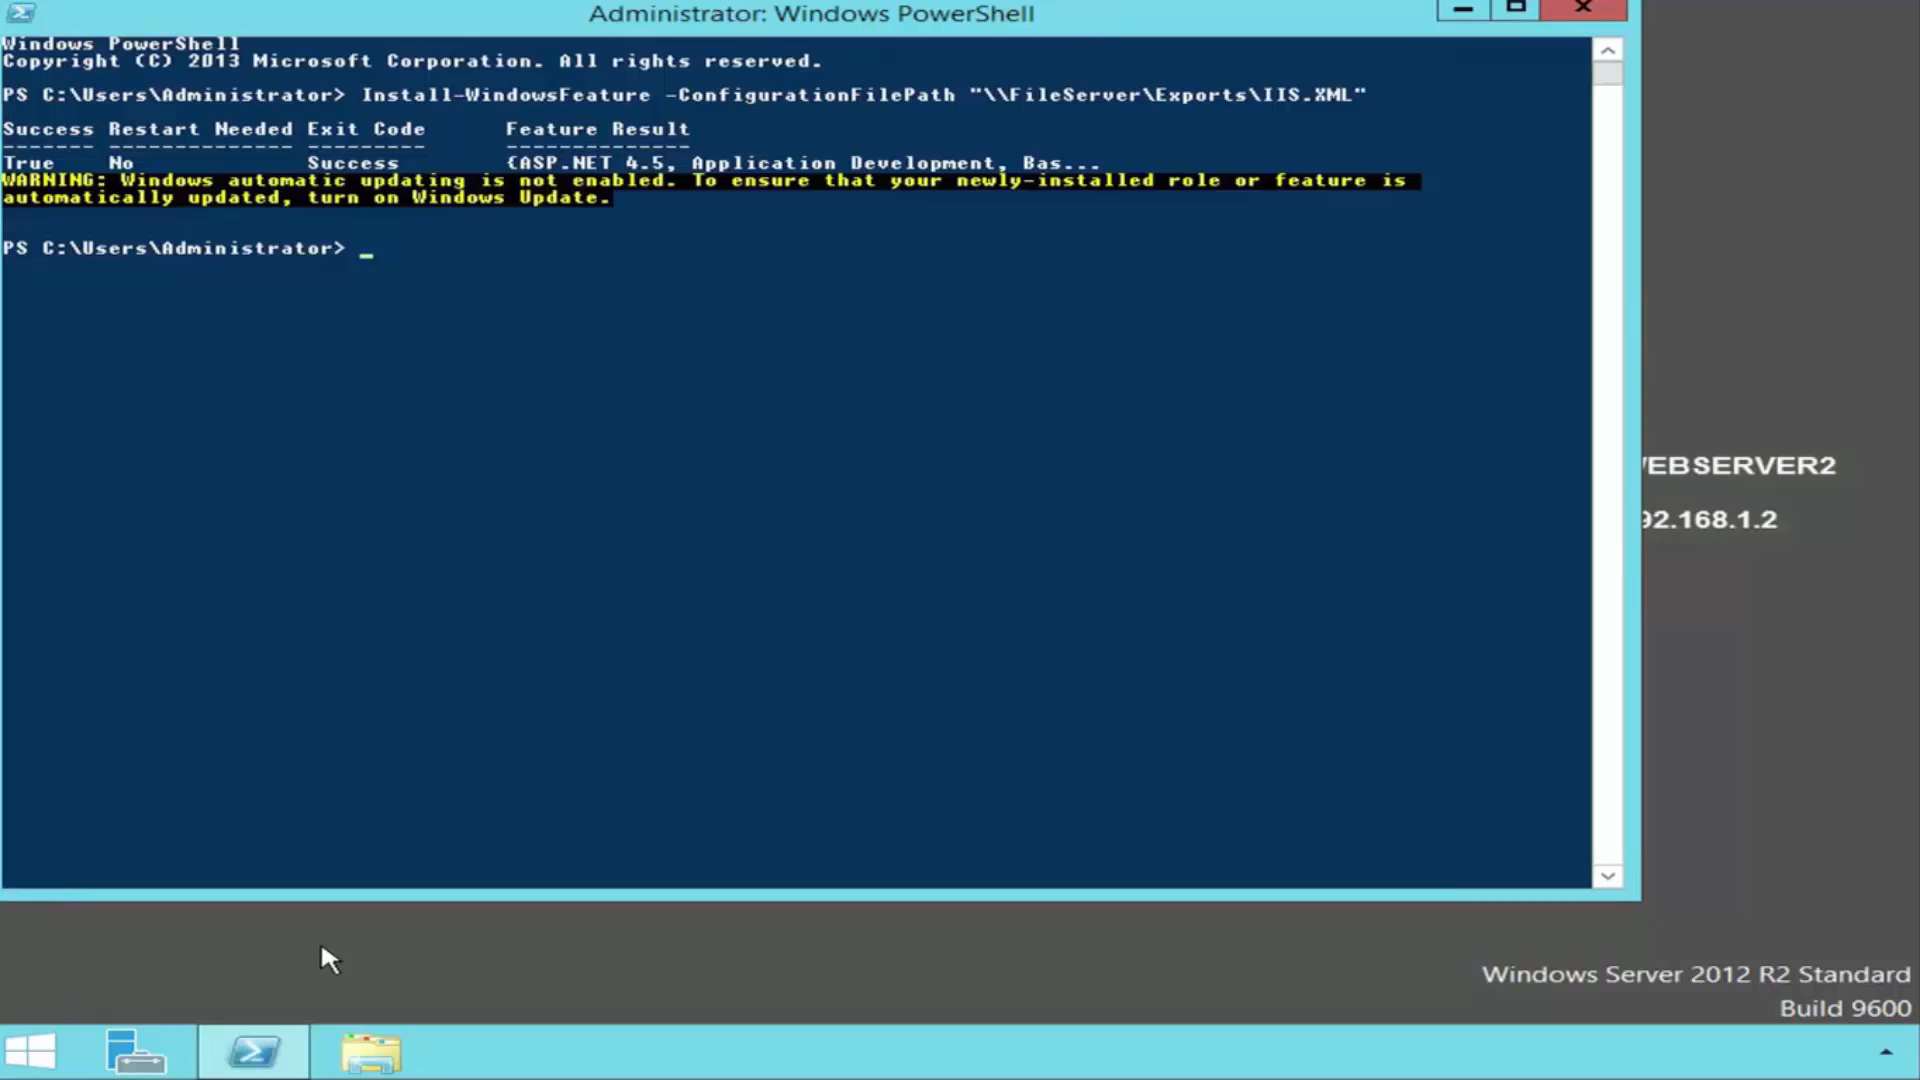 Administrator: Windows PowerShell
Windows PowerShell
Copyright (C) 2013 Microsoft Corporation. All rights reserved.
PS C:\Users\Administrator> Install-WindowsFeature -ConfigurationFilePath "\\FileServer\Exports\IIS.XML"
Success Restart Needed Exit Code Feature Result
------- -------------- --------- --------------
True No Success {ASP.NET 4.5, Application Development, Bas...
WARNING: Windows automatic updating is not enabled. To ensure that your newly-installed role or feature is
automatically updated, turn on Windows Update.
PS C:\Users\Administrator> _
EBSERVER2
92.168.1.2
Windows Server 2012 R2 Standard
Build 9600